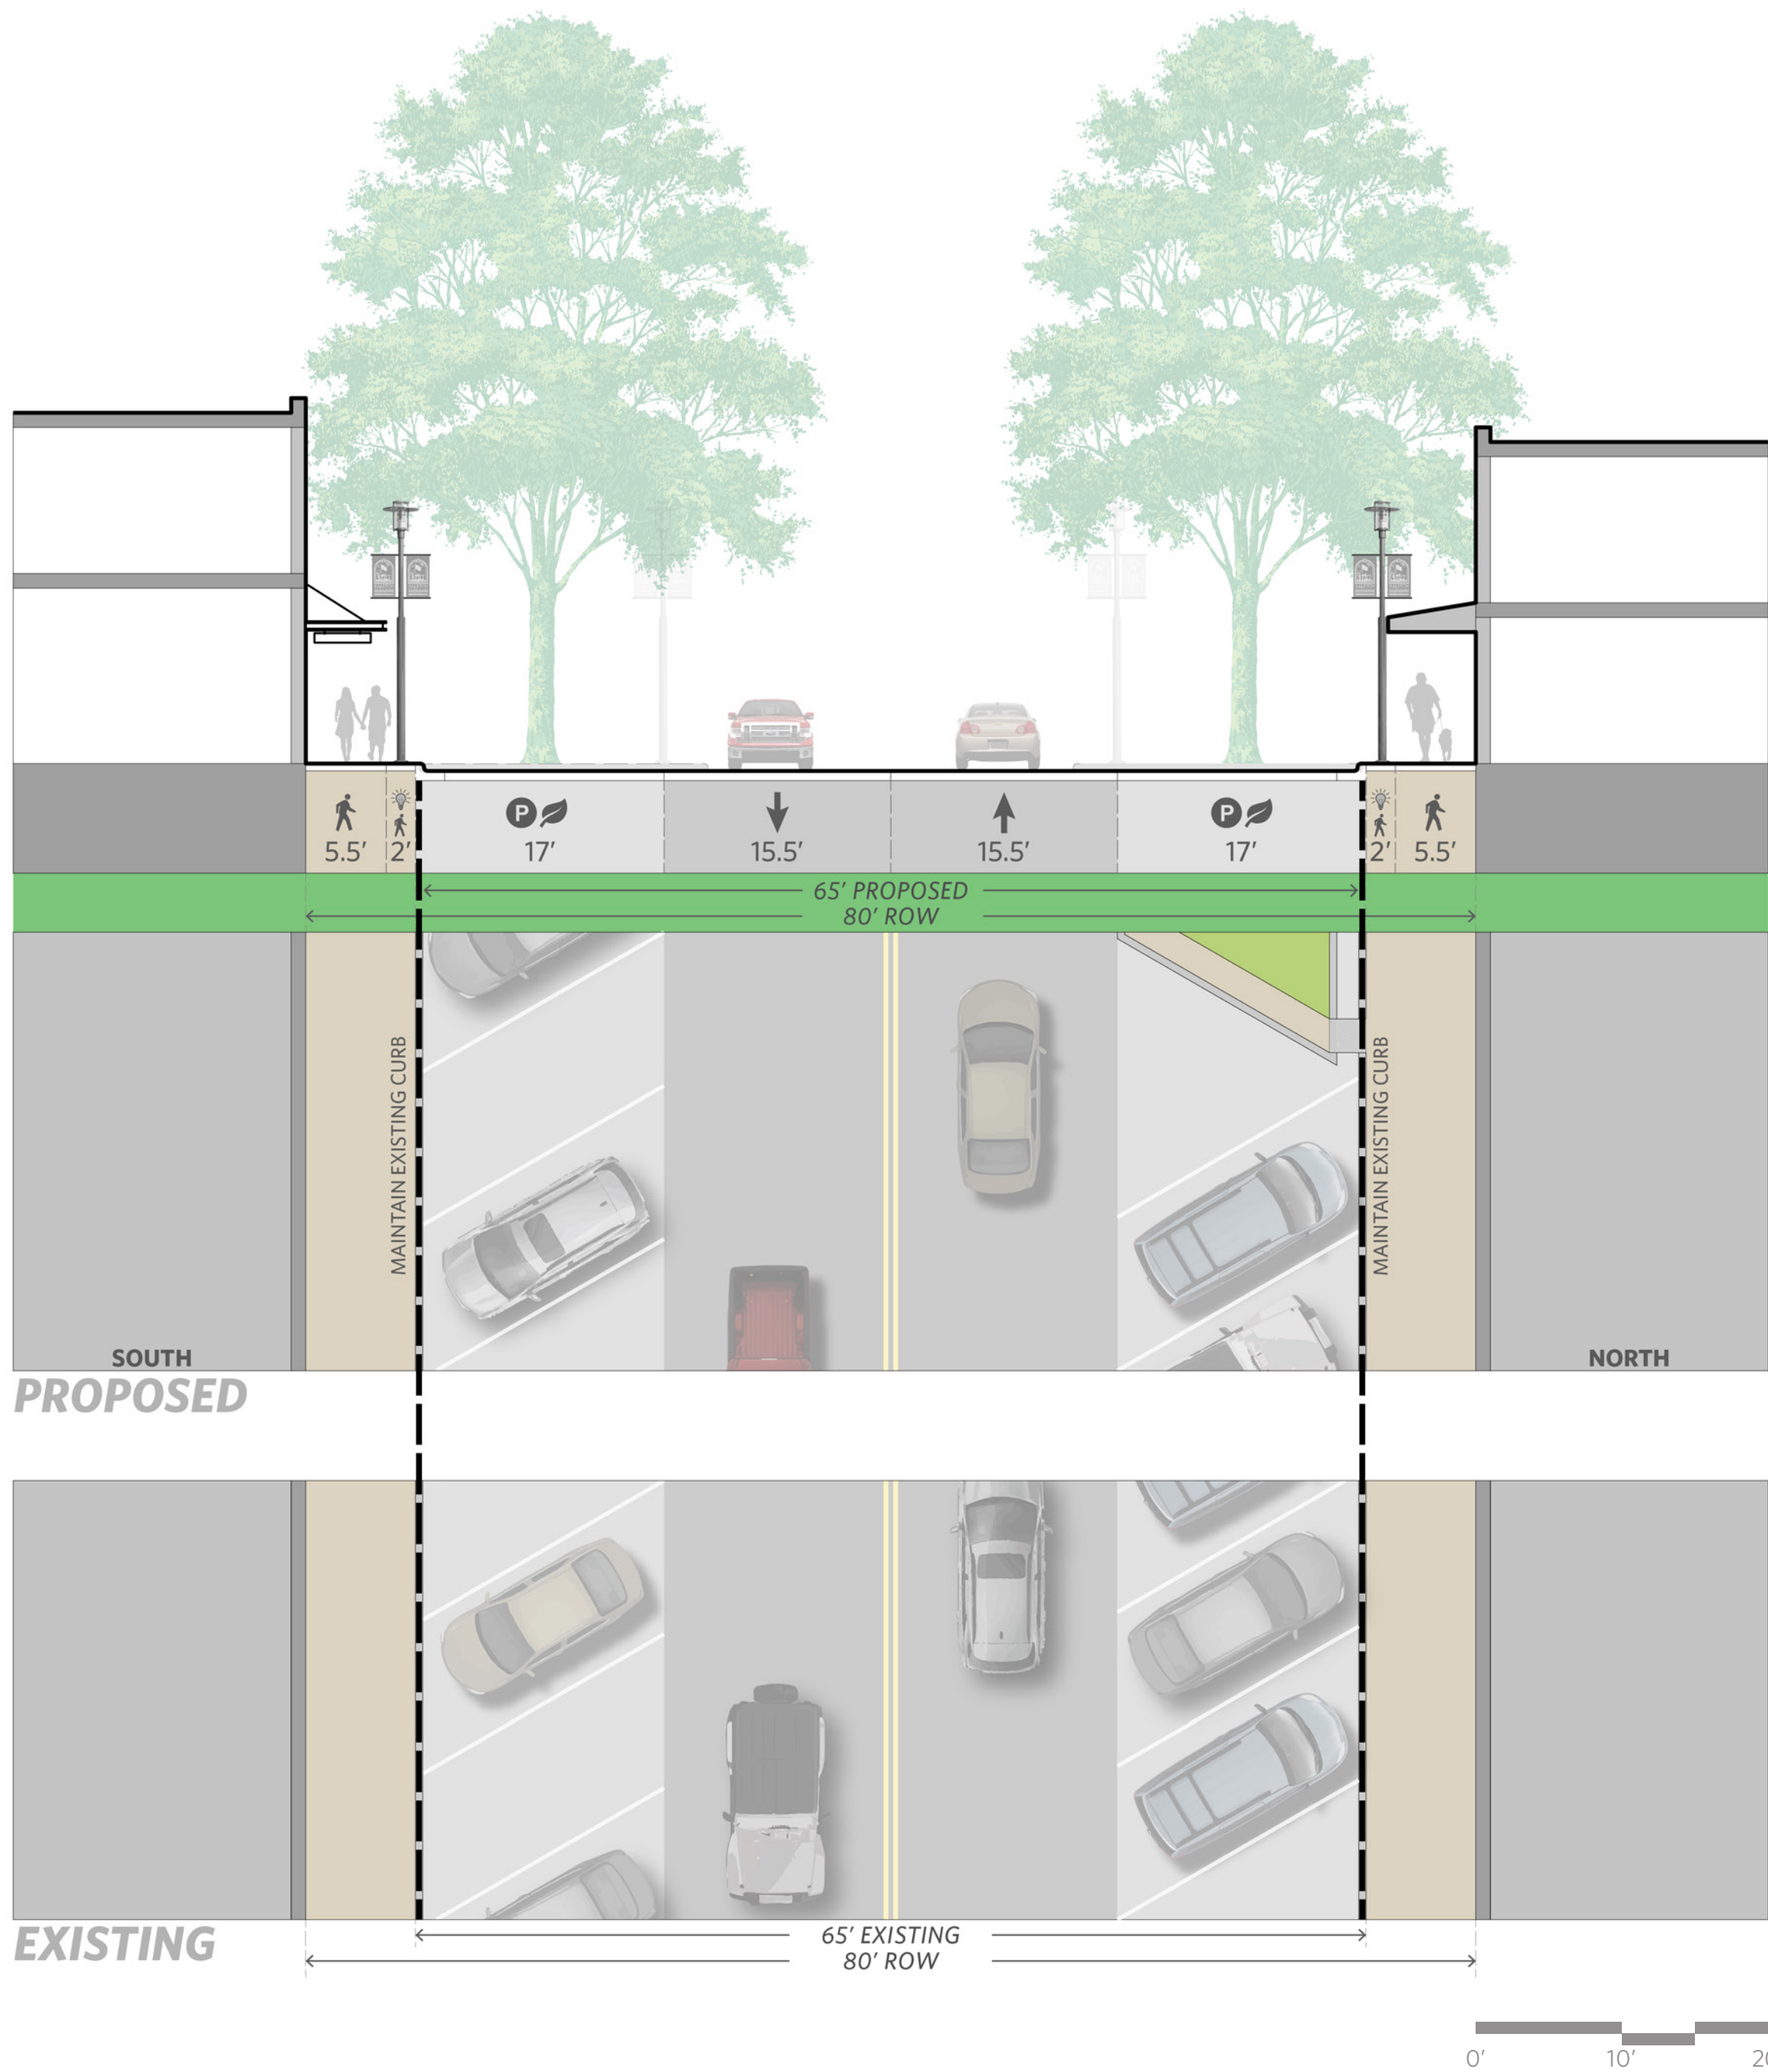 P P
5.5' 2' 17' 15.5' 15.5' 17' 2' 5.5'
65' PROPOSED
80' ROW
MAINTAIN EXISTING CURB
MAINTAIN EXISTING CURB
SOUTH
NORTH
PROPOSED
EXISTING
65' EXISTING
80' ROW
0' 10'